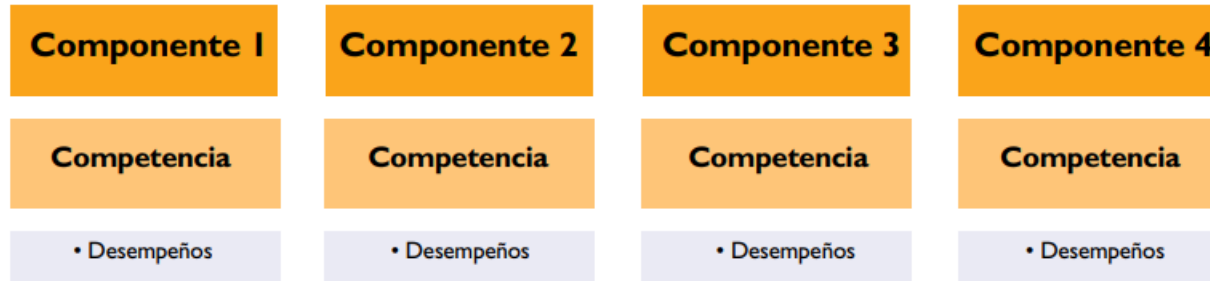 Componente 1
Componente 2
Componente 3
Componente 4
Competencia
Competencia
Competencia
Competencia
• Desempeños
• Desempeños
• Desempeños
• Desempeños